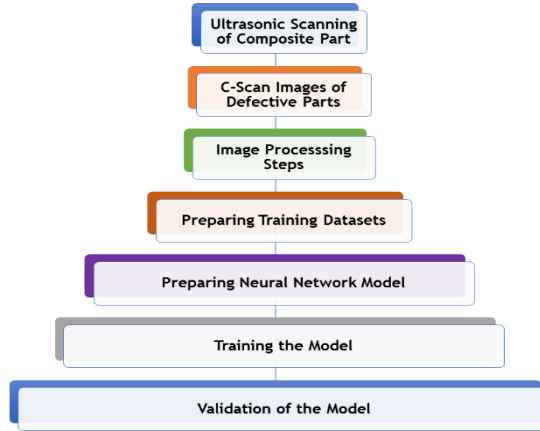 Ultrasonic Scanning
of Composite Part
C-Scan Images of
Defective Parts
Image Processsing
Steps
Preparing Training Datasets
Preparing Neural Network Model
Training the Model
Validation of the Model